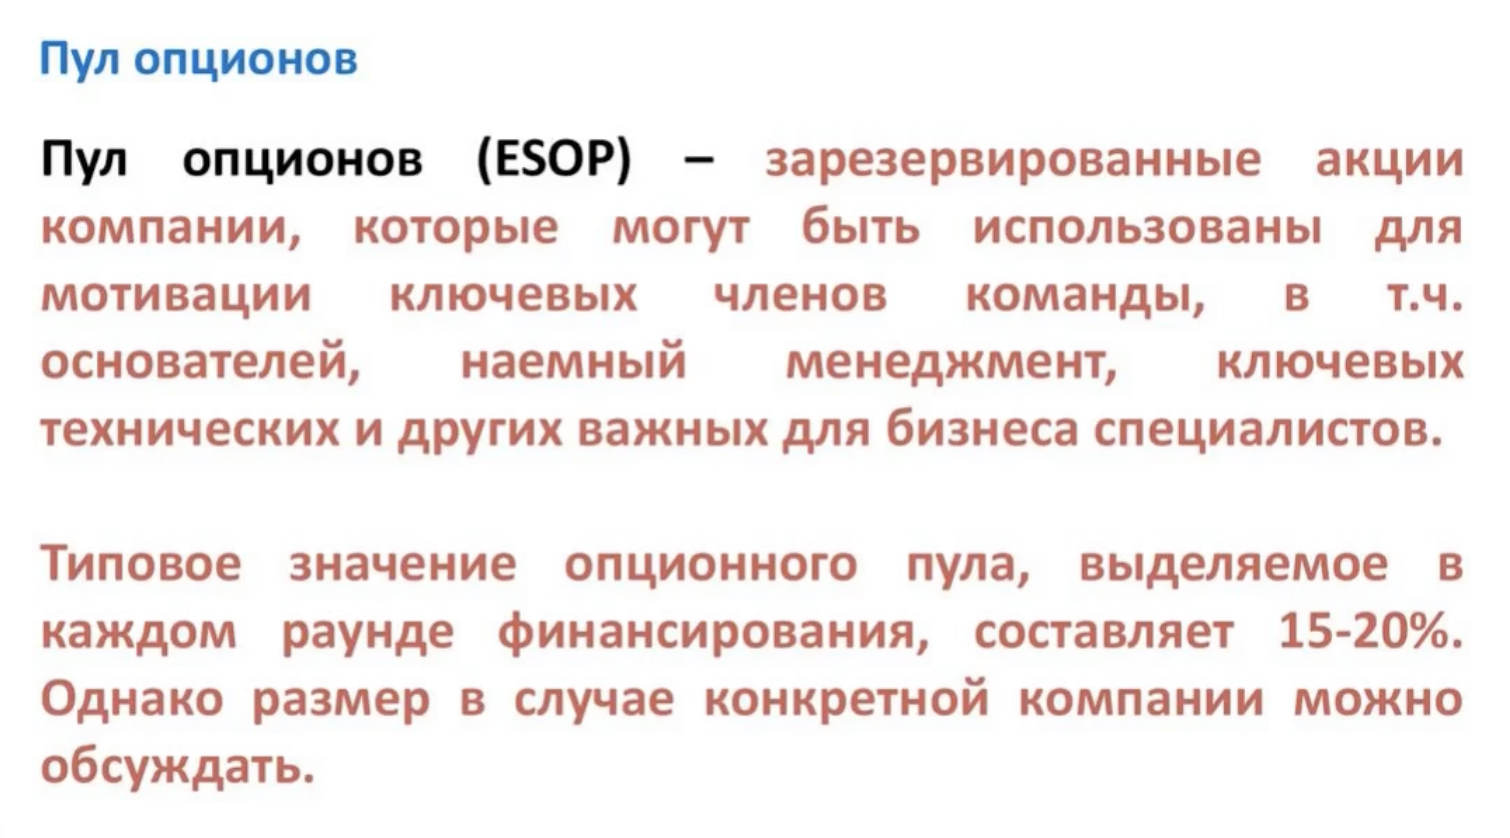 Пул опционов
Пул опционов (ESOP) – зарезервированные акции
компании, которые могут быть использованы для
мотивации ключевых членов команды, в т.ч.
основателей, наемный менеджмент, ключевых
технических и других важных для бизнеса специалистов.
Типовое значение опционного пула, выделяемое в
каждом раунде финансирования, составляет 15-20%.
Однако размер в случае конкретной компании можно
обсуждать.